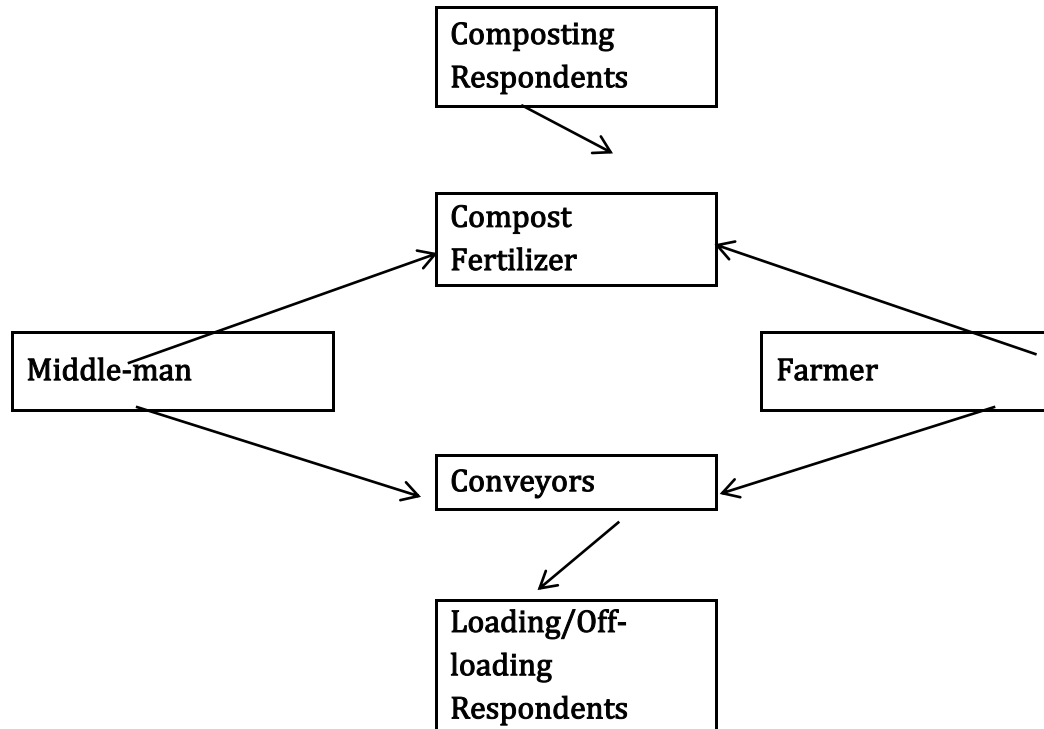 Composting
Respondents
Compost
Fertilizer
Middle-man
Farmer
Conveyors
Loading/Off-
loading
Respondents